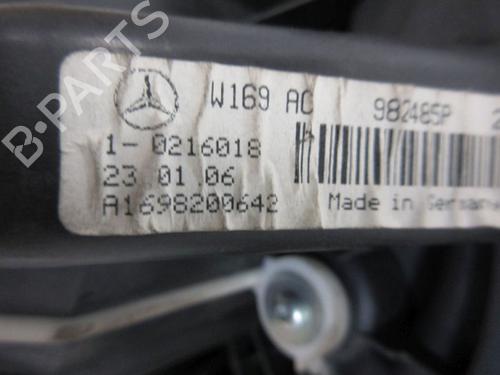 B-PARTS
W169 AC 982485P
1-0216018
23 01 06
A1698200642 Made in Germany